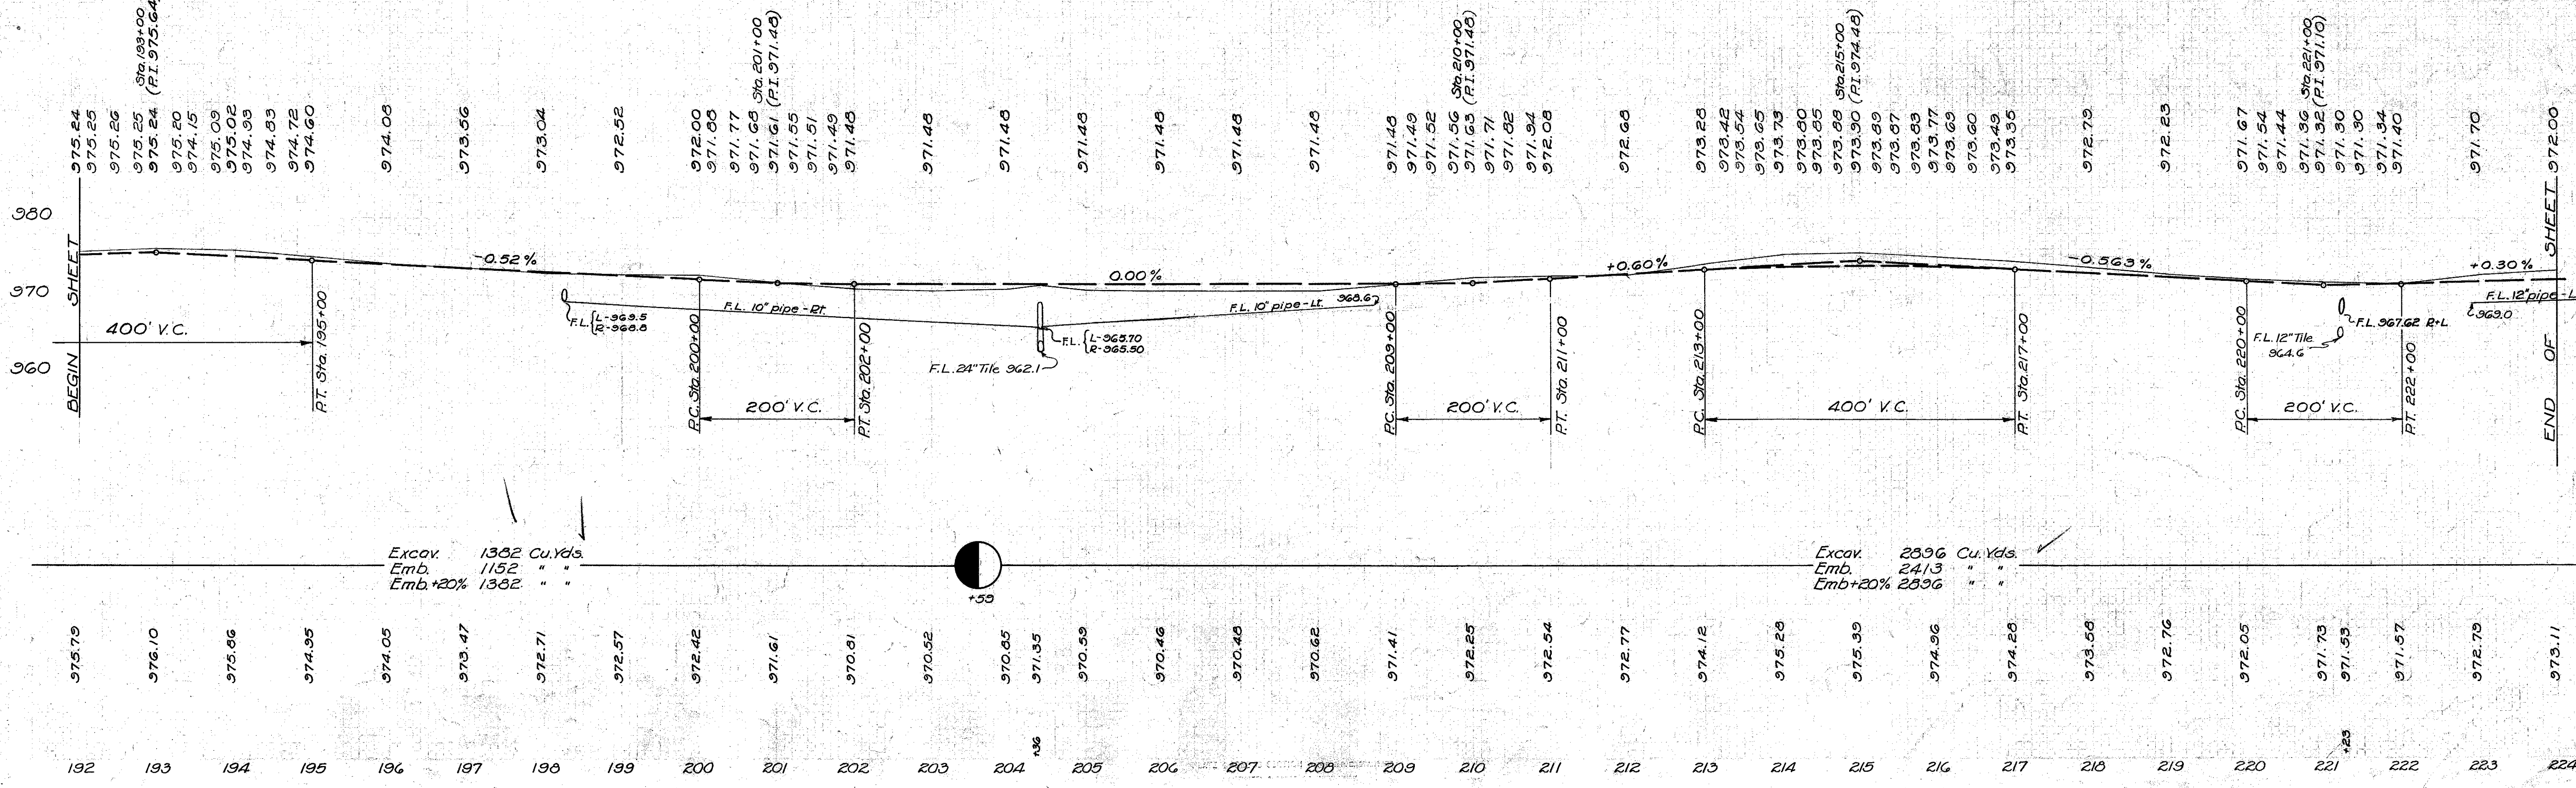 Sta.193+00
(P.I.975.64)
Sta.201+00
(P.I.971.48)
Sta.210+00
(P.I.971.48)
Sta.215+00
(P.I.974.48)
Sta.221+00
(P.I.971.10)
975.24
975.25
975.26
975.25
975.24
975.20
974.15
975.09
975.02
974.93
974.83
974.72
974.60
974.08
973.56
973.04
972.52
972.00
971.88
971.77
971.68
971.61
971.55
971.51
971.49
971.48
971.48
971.48
971.48
971.48
971.48
971.48
971.48
971.49
971.52
971.56
971.63
971.71
971.82
971.94
972.08
972.68
973.28
973.42
973.54
973.65
973.73
973.80
973.85
973.88
973.90
973.89
973.87
973.83
973.77
973.69
973.60
973.49
973.35
972.79
972.23
971.67
971.54
971.44
971.36
971.32
971.30
971.30
971.34
971.40
971.70
972.00
980
970
960
BEGIN SHEET
END OF SHEET
-0.52%
0.00%
+0.60%
-0.563%
+0.30%
400' V.C.
P.T. Sta. 195+00
F.L. { L-969.5
R-968.8
F.L. 10" pipe - Rt.
P.C. Sta. 200+00
200' V.C.
P.T. Sta. 202+00
F.L. 24" Tile 962.1
F.L. { L-965.70
R-965.50
F.L. 10" pipe - Lt. 968.6
P.C. Sta. 209+00
200' V.C.
P.T. Sta. 211+00
P.C. Sta. 213+00
400' V.C.
P.T. Sta. 217+00
P.C. Sta. 220+00
200' V.C.
P.T. 222+00
F.L. 967.62 R+L
F.L. 12" Tile
964.6
F.L. 12" pipe - L
969.0
Excav. 1382 Cu.Yds.
Emb. 1152 " "
Emb.+20% 1382 " "
+59
Excav. 2896 Cu.Yds.
Emb. 2413 " "
Emb+20% 2896 " "
975.79
976.10
975.86
974.95
974.05
973.47
972.71
972.57
972.42
971.61
970.81
970.52
970.85
971.35
970.59
970.46
970.48
970.62
971.41
972.25
972.54
972.77
974.12
975.28
975.39
974.96
974.28
973.58
972.76
972.05
971.73
971.53
971.57
972.79
973.11
+36
+23
192 193 194 195 196 197 198 199 200 201 202 203 204 205 206 207 208 209 210 211 212 213 214 215 216 217 218 219 220 221 222 223 224